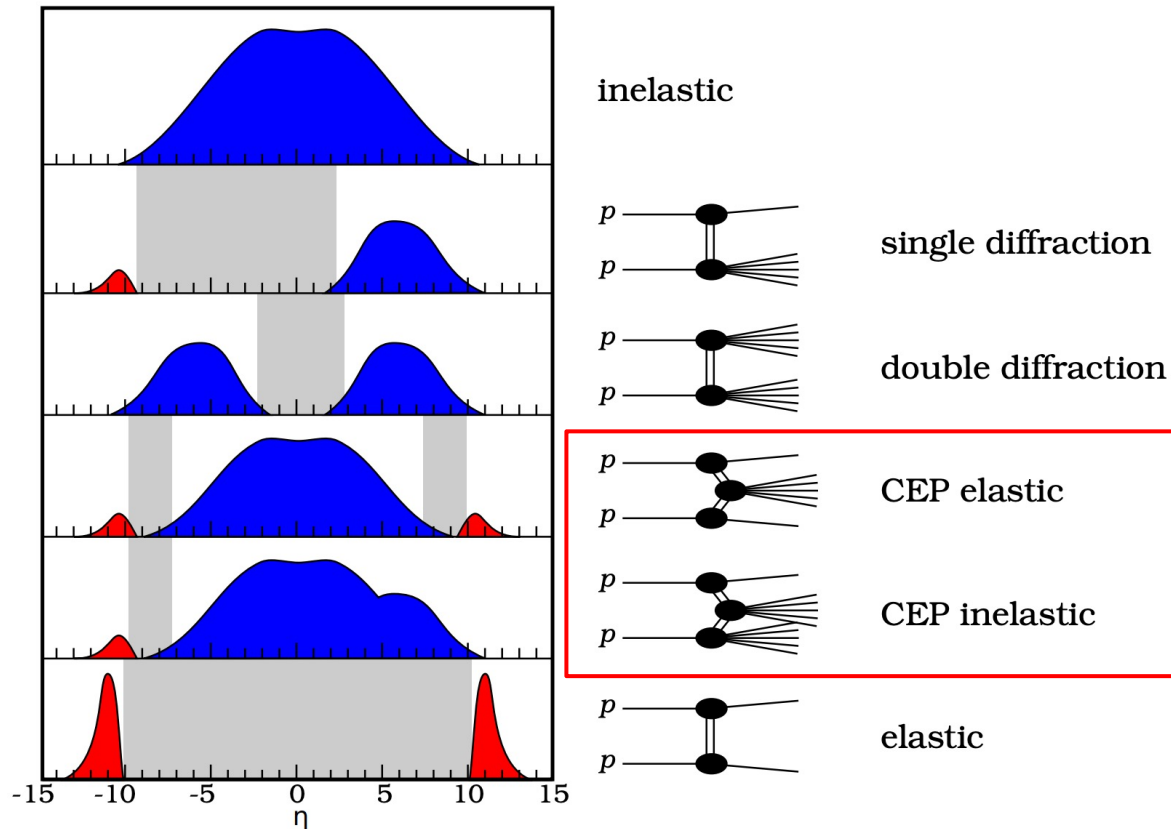 inelastic
p
p
single diffraction
p
p
double diffraction
p
p
CEP elastic
p
p
CEP inelastic
p
p
elastic
-15 -10 -5 0 5 10 15
η